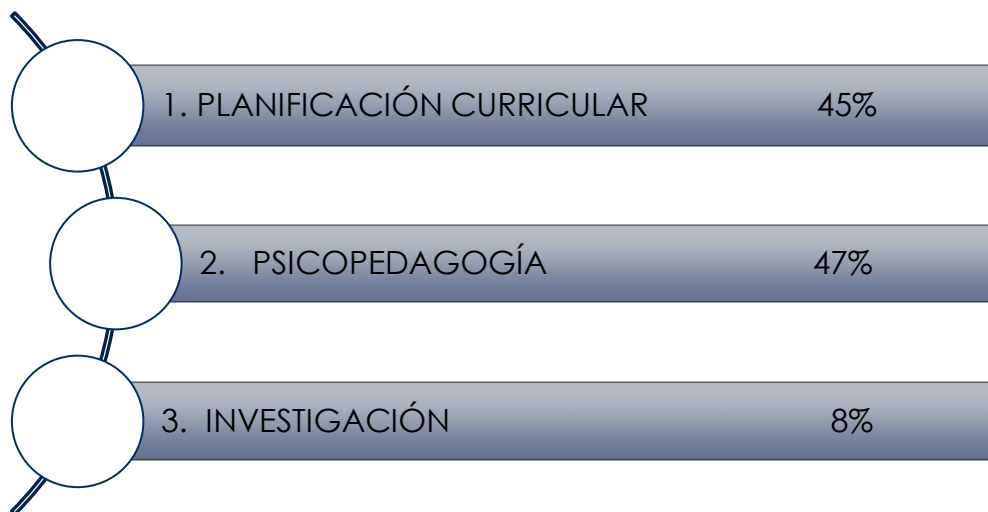 1. PLANIFICACIÓN CURRICULAR 45%
2. PSICOPEDAGOGÍA 47%
3. INVESTIGACIÓN 8%